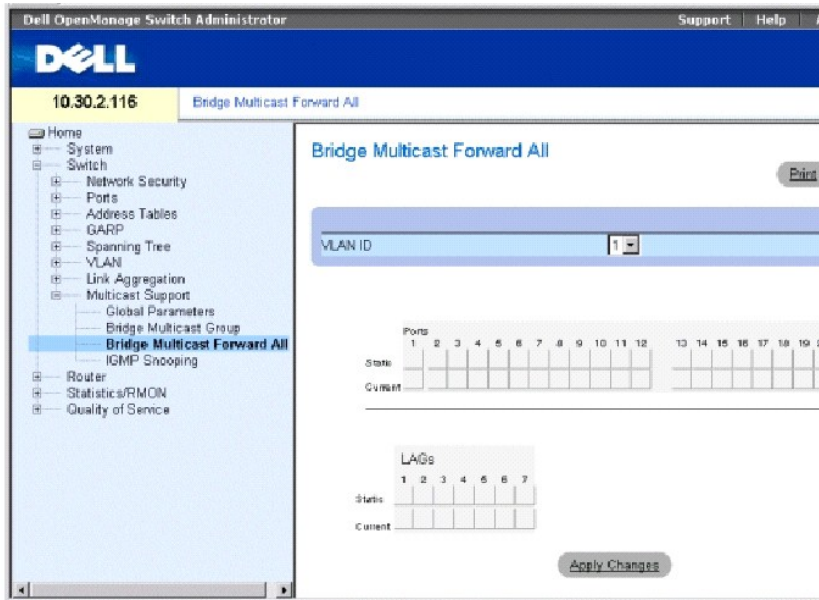 Dell OpenManage Switch Administrator Support Help
DELL
10.30.2.116 Bridge Multicast Forward All
Home
System
Switch
Network Security
Ports
Address Tables
GARP
Spanning Tree
VLAN
Link Aggregation
Multicast Support
Global Parameters
Bridge Multicast Group
Bridge Multicast Forward All
IGMP Snooping
Router
Statistics/RMON
Quality of Service
Bridge Multicast Forward All
Print
VLAN ID 1
Ports
1 2 3 4 5 6 7 8 9 10 11 12 13 14 15 16 17 18 19
Static
Current
LAGs
1 2 3 4 5 6 7
Static
Current
Apply Changes